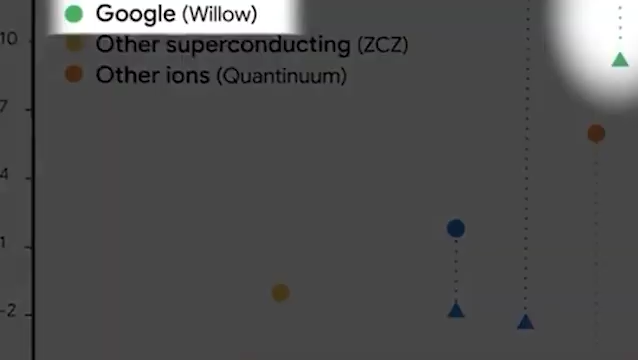 Google (Willow)
Other superconducting (ZCZ)
Other ions (Quantinuum)
10
7
4
1
-2